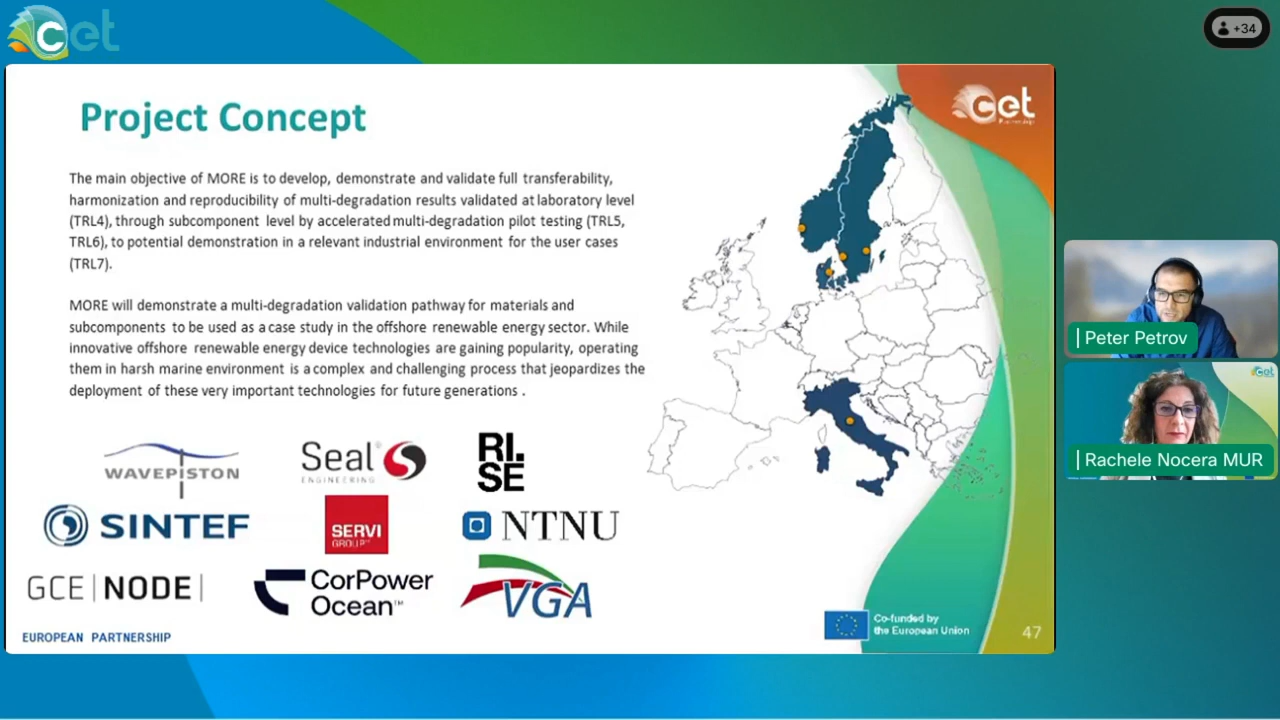 cet
+34
Project Concept
cet
The main objective of MORE is to develop, demonstrate and validate full transferability,
harmonization and reproducibility of multi-degradation results validated at laboratory level
(TRL4), through subcomponent level by accelerated multi-degradation pilot testing (TRL5,
TRL6), to potential demonstration in a relevant industrial environment for the user cases
(TRL7).
MORE will demonstrate a multi-degradation validation pathway for materials and
subcomponents to be used as a case study in the offshore renewable energy sector. While
innovative offshore renewable energy device technologies are gaining popularity, operating
them in harsh marine environment is a complex and challenging process that jeopardizes the
deployment of these very important technologies for future generations .
WAVEPISTON
Seal®
ENGINEERING
RI.
SE
SINTEF
SERVI
GROUP
NTNU
GCE | NODE |
CorPower
Ocean™
VGA
EUROPEAN PARTNERSHIP
Co-funded by
the European Union
47
Peter Petrov
cet
Rachele Nocera MUR